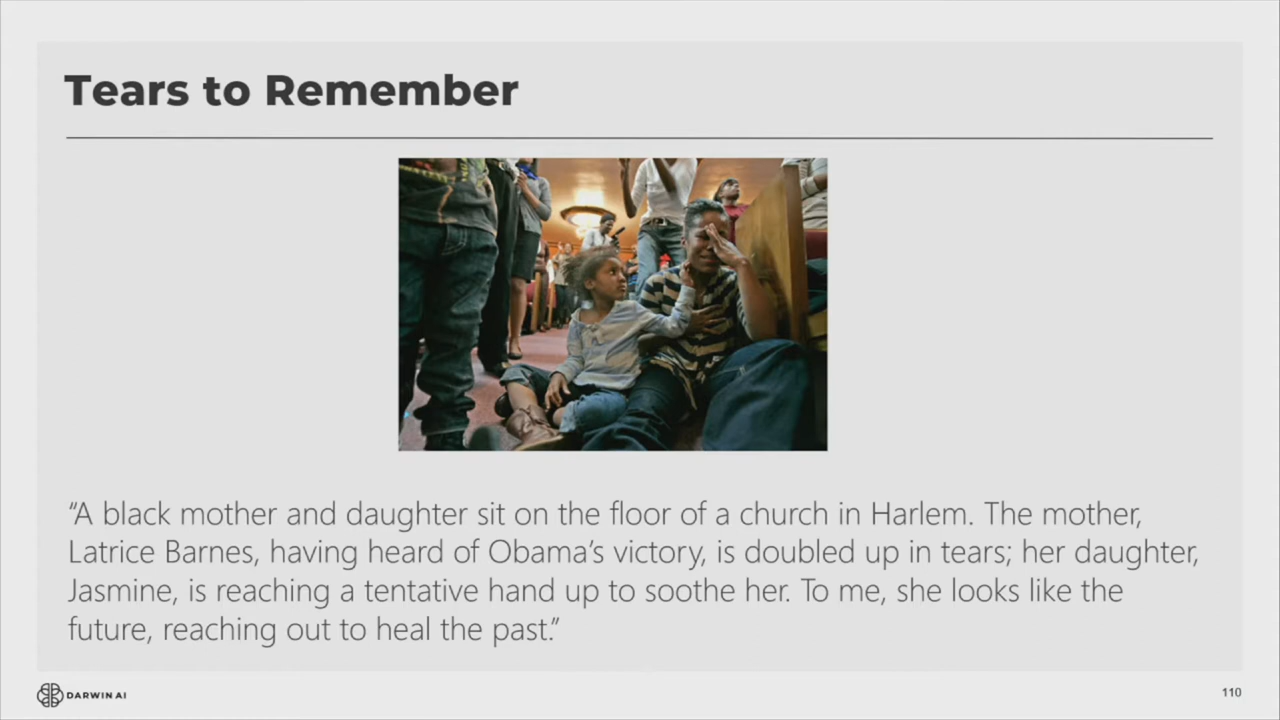 Tears to Remember
“A black mother and daughter sit on the floor of a church in Harlem. The mother,
Latrice Barnes, having heard of Obama’s victory, is doubled up in tears; her daughter,
Jasmine, is reaching a tentative hand up to soothe her. To me, she looks like the
future, reaching out to heal the past.”
DARWIN AI
110